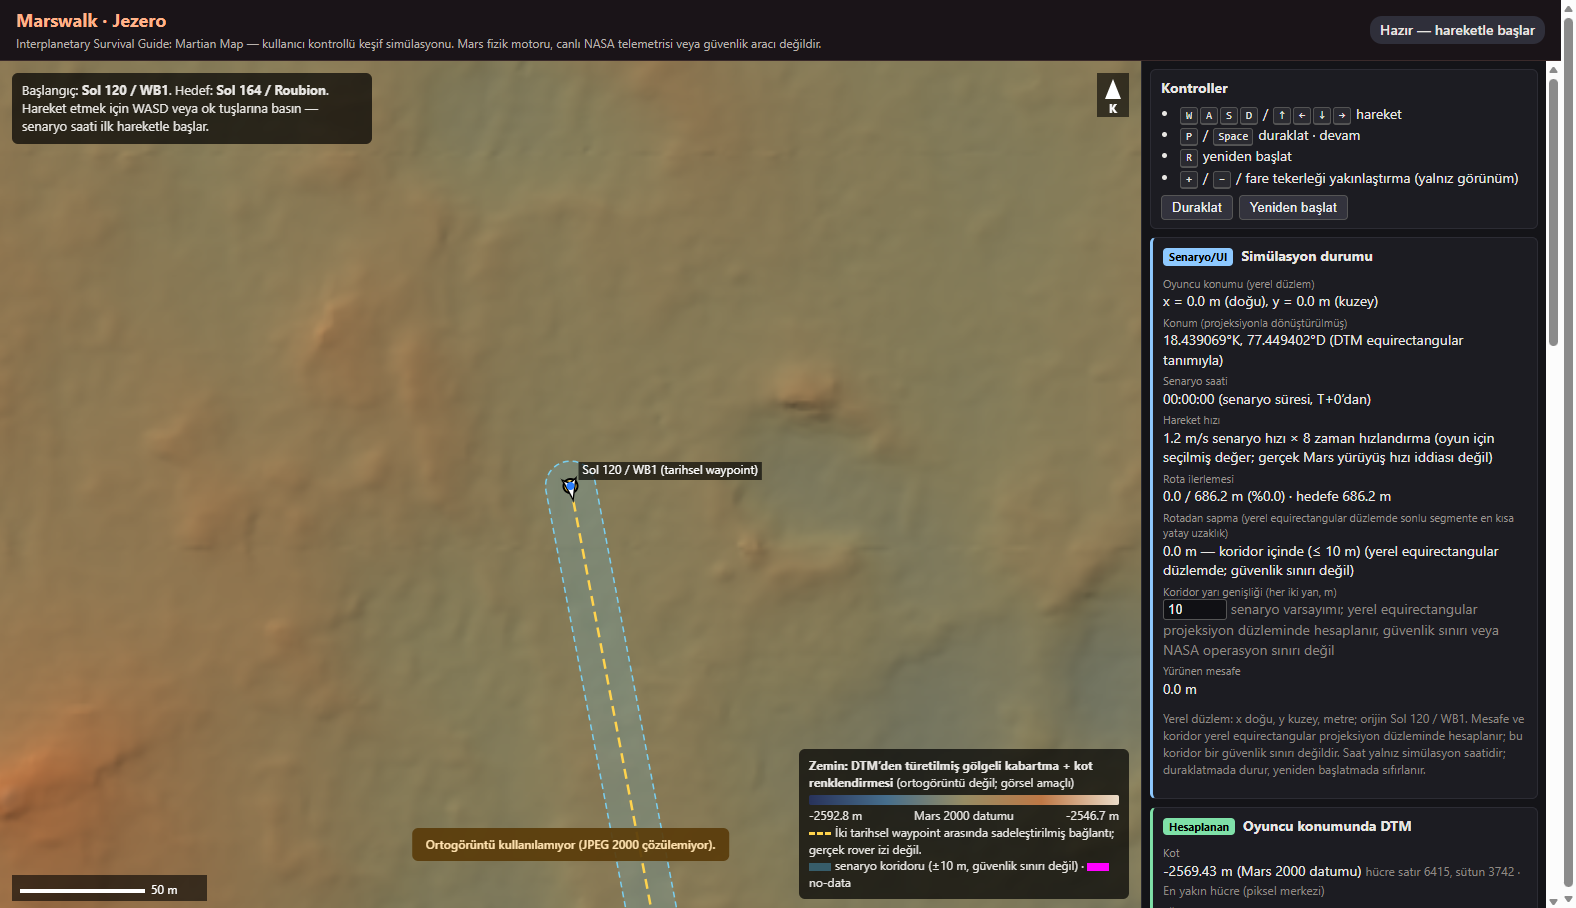 Marswalk · Jezero
Interplanetary Survival Guide: Martian Map — kullanıcı kontrollü keşif simülasyonu. Mars fizik motoru, canlı NASA telemetrisi veya güvenlik aracı değildir.
Hazır — hareketle başlar
Başlangıç: Sol 120 / WB1. Hedef: Sol 164 / Roubion.
Hareket etmek için WASD veya ok tuşlarına basın —
senaryo saati ilk hareketle başlar.
K
Sol 120 / WB1 (tarihsel waypoint)
Ortogörüntü kullanılamıyor (JPEG 2000 çözülemiyor).
50 m
Zemin: DTM'den türetilmiş gölgeli kabartma + kot
renklendirmesi (ortogörüntü değil; görsel amaçlı)
-2592.8 m Mars 2000 datumu -2546.7 m
İki tarihsel waypoint arasında sadeleştirilmiş bağlantı;
gerçek rover izi değil.
senaryo koridoru (±10 m, güvenlik sınırı değil) ·
no-data
Kontroller
W A S D / ↑ ← ↓ → hareket
P / Space duraklat · devam
R yeniden başlat
+ / − / fare tekerleği yakınlaştırma (yalnız görünüm)
Duraklat Yeniden başlat
Senaryo/UI Simülasyon durumu
Oyuncu konumu (yerel düzlem)
x = 0.0 m (doğu), y = 0.0 m (kuzey)
Konum (projeksiyonla dönüştürülmüş)
18.439069°K, 77.449402°D (DTM equirectangular
tanımıyla)
Senaryo saati
00:00:00 (senaryo süresi, T+0'dan)
Hareket hızı
1.2 m/s senaryo hızı × 8 zaman hızlandırma (oyun için
seçilmiş değer; gerçek Mars yürüyüş hızı iddiası değil)
Rota ilerlemesi
0.0 / 686.2 m (%0.0) · hedefe 686.2 m
Rotadan sapma (yerel equirectangular düzlemde sonlu segmente en kısa
yatay uzaklık)
0.0 m — koridor içinde (≤ 10 m) (yerel equirectangular
düzlemde; güvenlik sınırı değil)
Koridor yarı genişliği (her iki yan, m)
10 senaryo varsayımı; yerel equirectangular
projeksiyon düzleminde hesaplanır, güvenlik sınırı veya
NASA operasyon sınırı değil
Yürünen mesafe
0.0 m
Yerel düzlem: x doğu, y kuzey, metre; orijin Sol 120 / WB1. Mesafe ve
koridor yerel equirectangular projeksiyon düzleminde hesaplanır; bu
koridor bir güvenlik sınırı değildir. Saat yalnız simülasyon saatidir;
duraklatmada durur, yeniden başlatmada sıfırlanır.
Hesaplanan Oyuncu konumunda DTM
Kot
-2569.43 m (Mars 2000 datumu) hücre satır 6415, sütun 3742 ·
En yakın hücre (piksel merkezi)